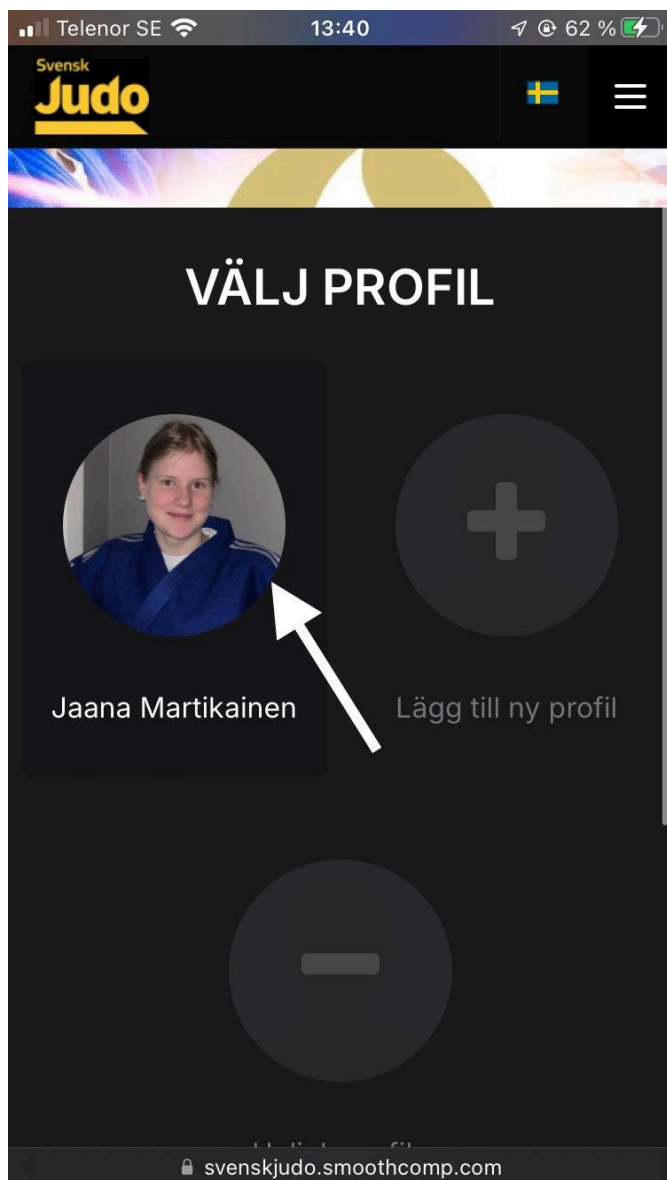 Telenor SE 13:40 62 %
Svensk
Judo
VÄLJ PROFIL
Jaana Martikainen
Lägg till ny profil
svenskjudo.smoothcomp.com